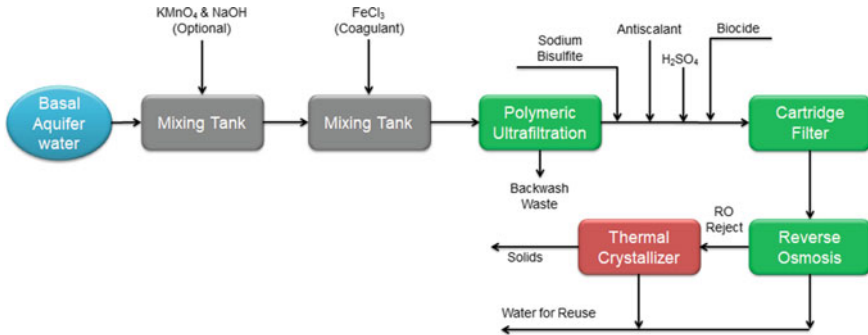 KMnO₄ & NaOH
(Optional)
FeCl₃
(Coagulant)
Sodium
Bisulfite
Antiscalant
H₂SO₄
Biocide
Basal
Aquifer
water
Mixing Tank
Mixing Tank
Polymeric
Ultrafiltration
Cartridge
Filter
Backwash
Waste
RO
Reject
Thermal
Crystallizer
Reverse
Osmosis
Solids
Water for Reuse